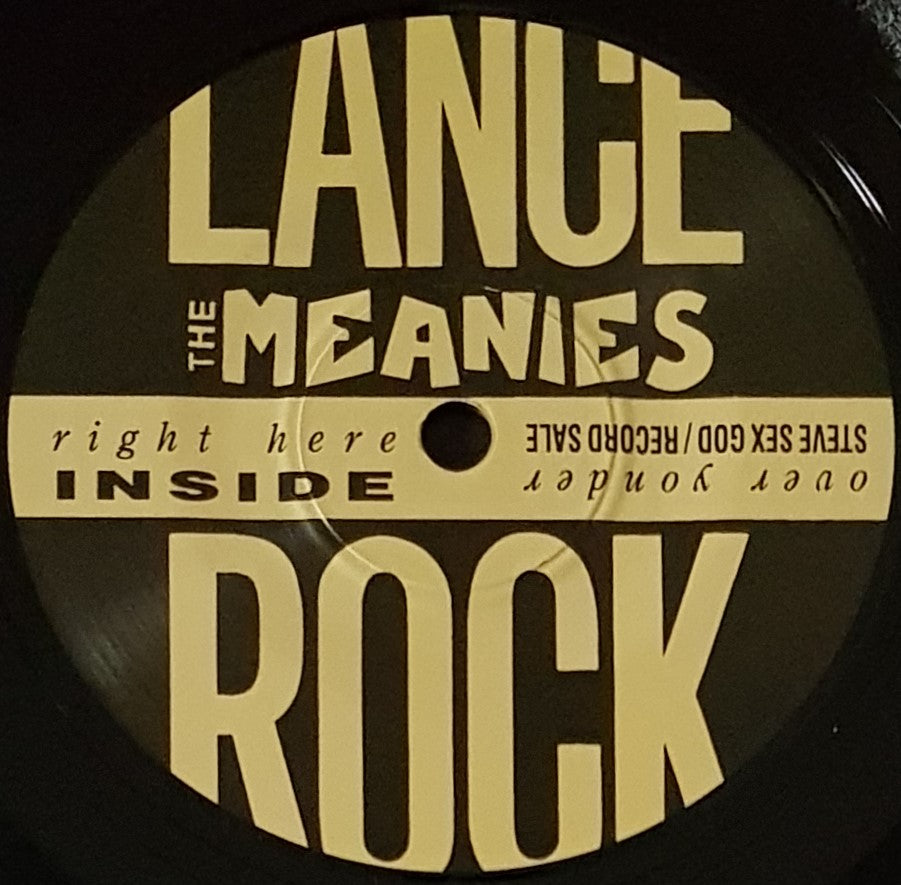 LANCE
THE MEANIES
right here
INSIDE
over yonder
STEVE SEX GOD / RECORD SALE
ROCK